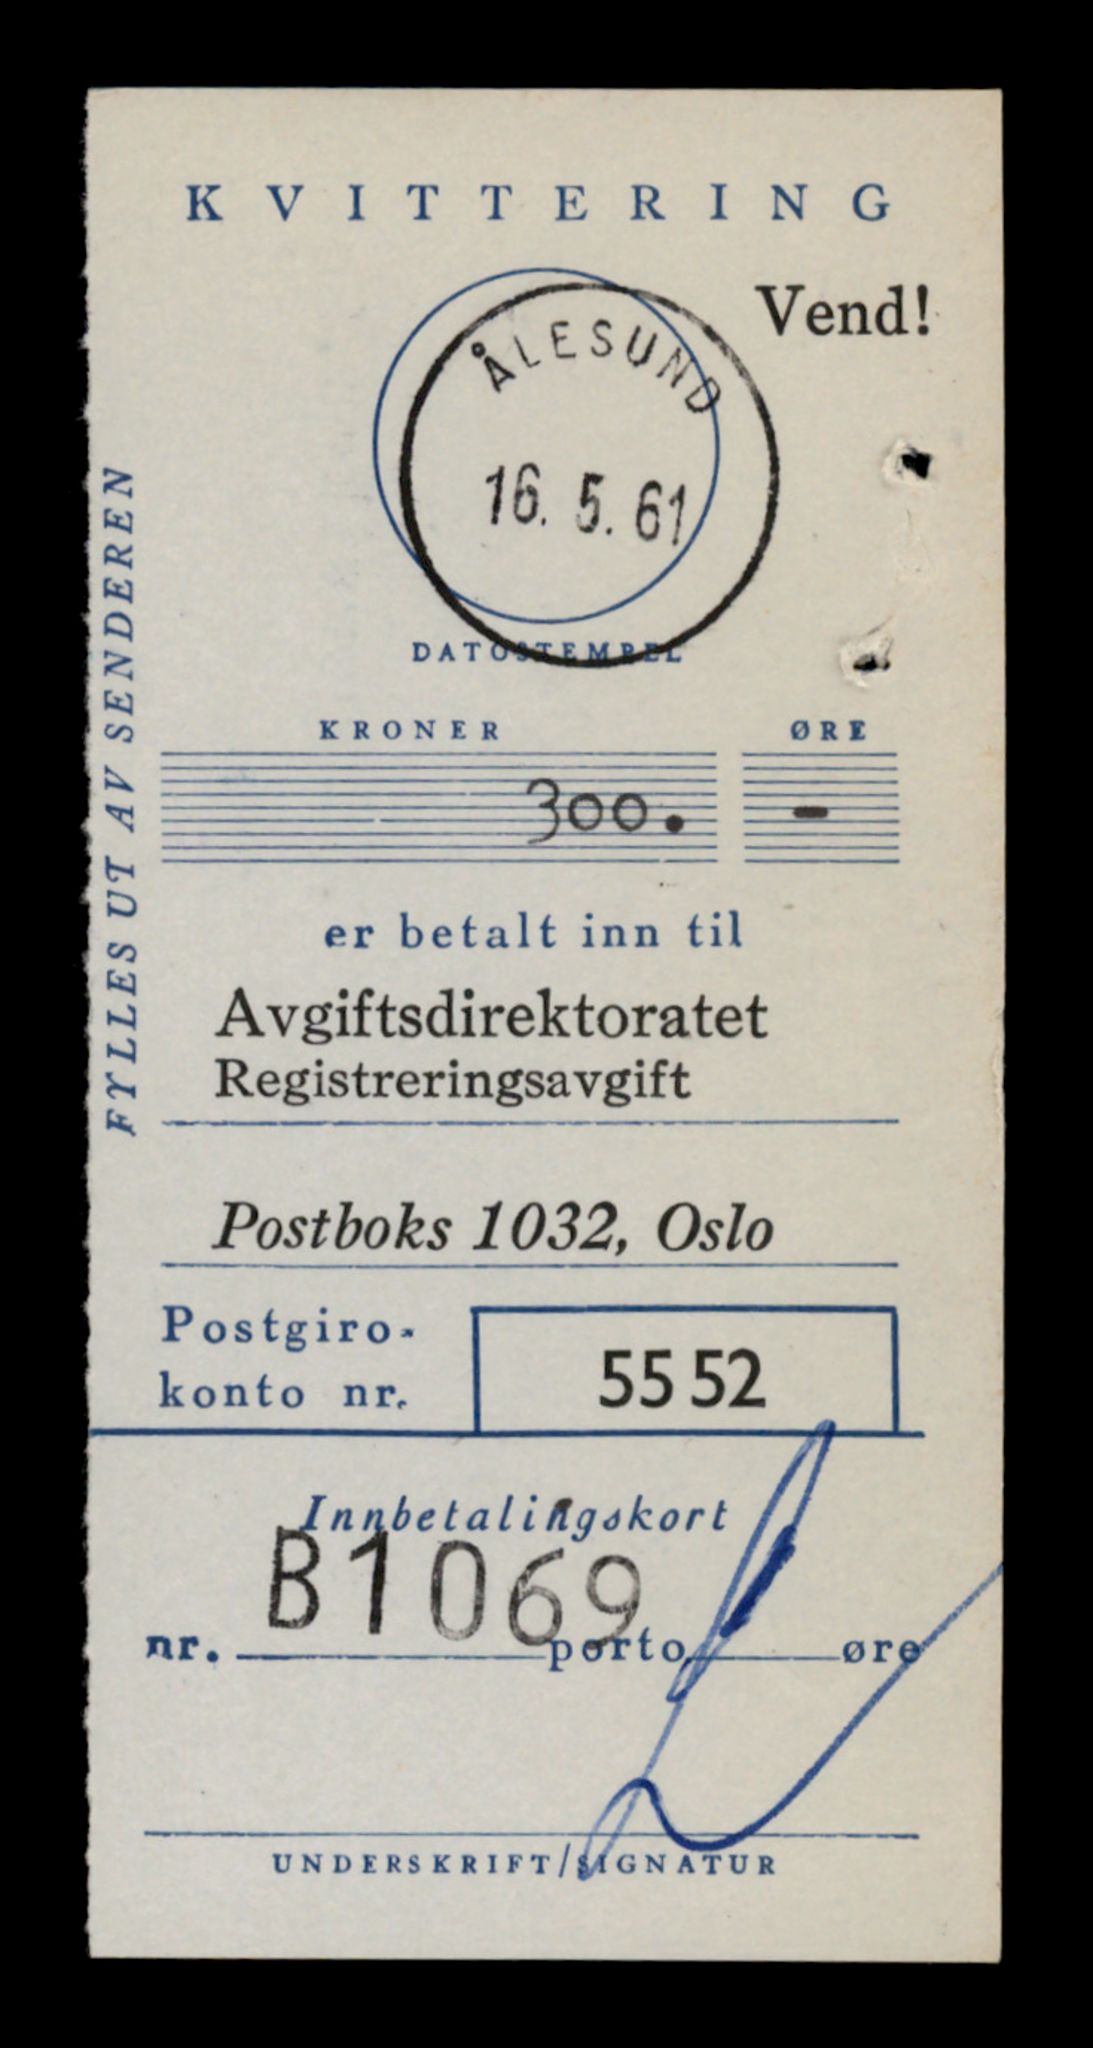 KVITTERING
Vend!
ÅLESUND
16. 5. 61
DATOSTEMPEL
FYLLES UT AV SENDEREN
KRONER ØRE
300. -
er betalt inn til
Avgiftsdirektoratet
Registreringsavgift
Postboks 1032, Oslo
Postgiro-
konto nr.
55 52
Innbetalingskort
B1069
nr. porto øre
UNDERSKRIFT/SIGNATUR